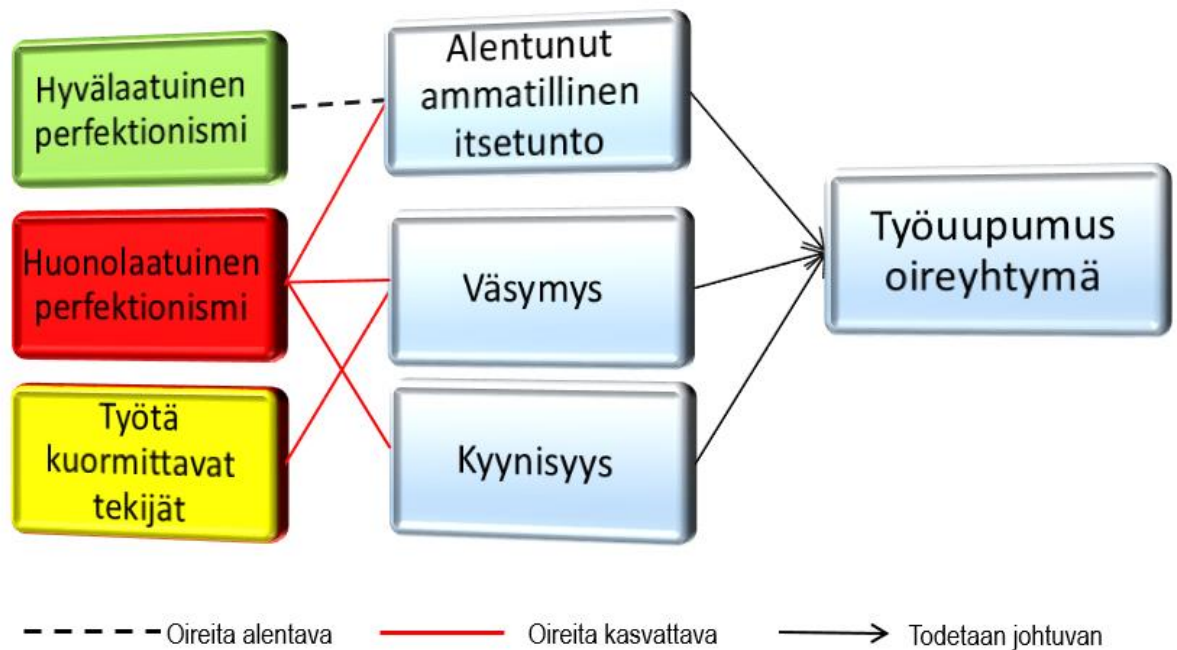 Hyvälaatuinen
perfektionismi
Alentunut
ammatillinen
itsetunto
Huonolaatuinen
perfektionismi
Väsymys
Työuupumus
oireyhtymä
Työtä
kuormittavat
tekijät
Kyynisyys
Oireita alentava
Oireita kasvattava
Todetaan johtuvan